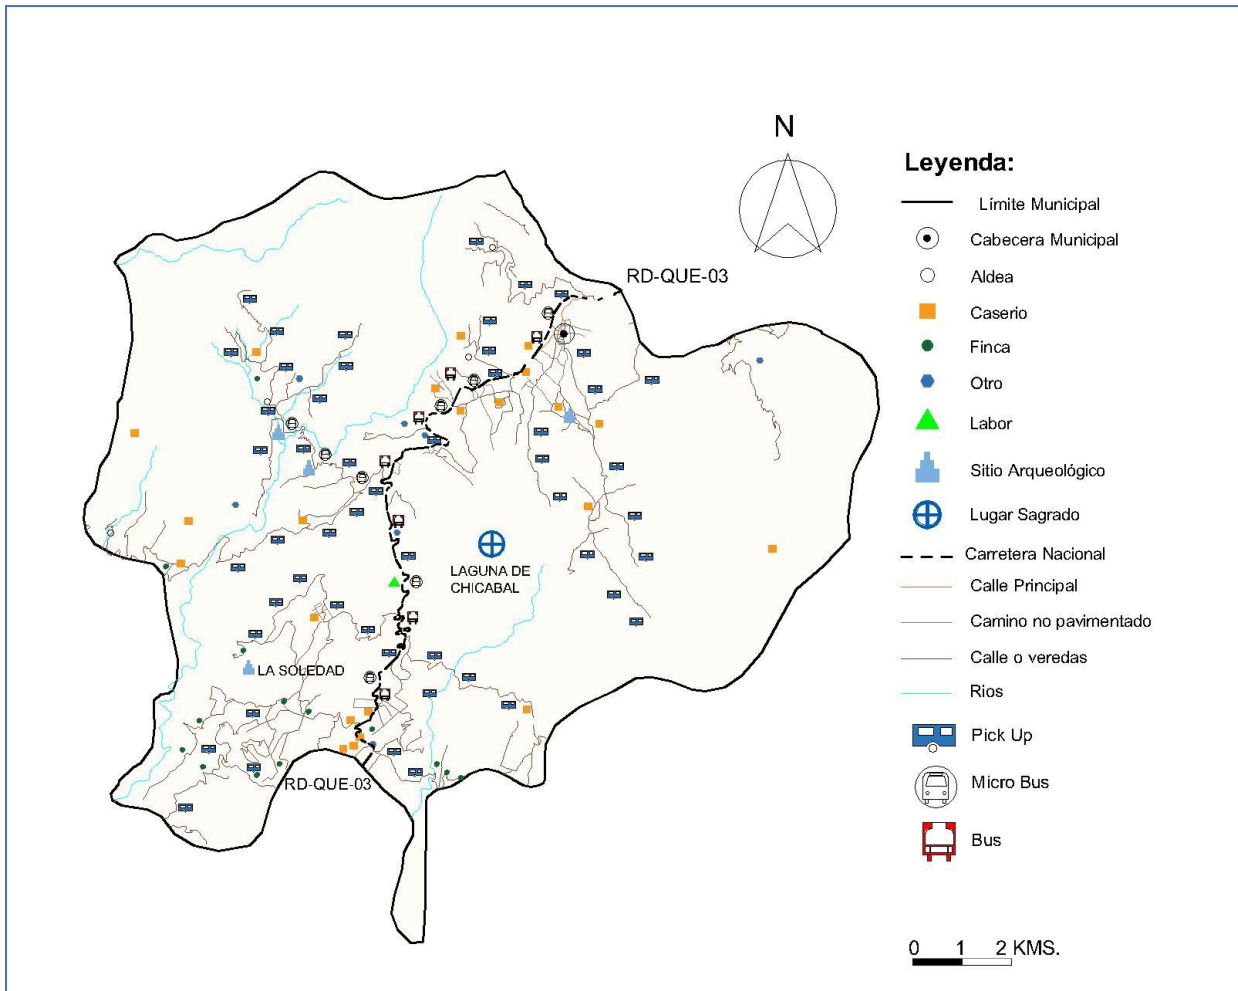 N
RD-QUE-03
LAGUNA DE
CHICABAL
LA SOLEDAD
RD-QUE-03
Leyenda:
Límite Municipal
Cabecera Municipal
Aldea
Caserio
Finca
Otro
Labor
Sitio Arqueológico
Lugar Sagrado
Carretera Nacional
Calle Principal
Camino no pavimentado
Calle o veredas
Rios
Pick Up
Micro Bus
Bus
0 1 2 KMS.